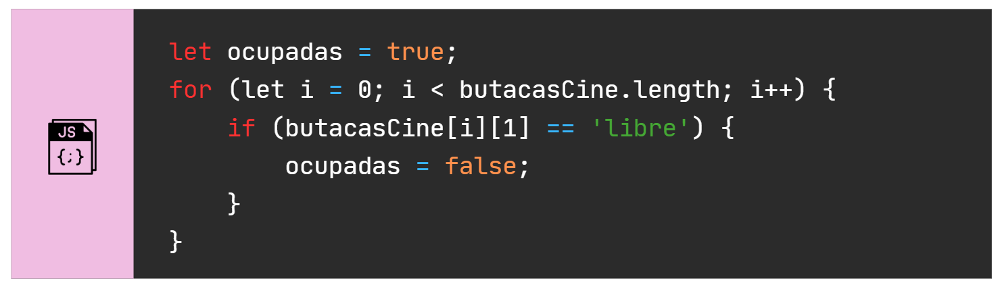 JS
{;}
let ocupadas = true;
for (let i = 0; i < butacasCine.length; i++) {
    if (butacasCine[i][1] == 'libre') {
        ocupadas = false;
    }
}